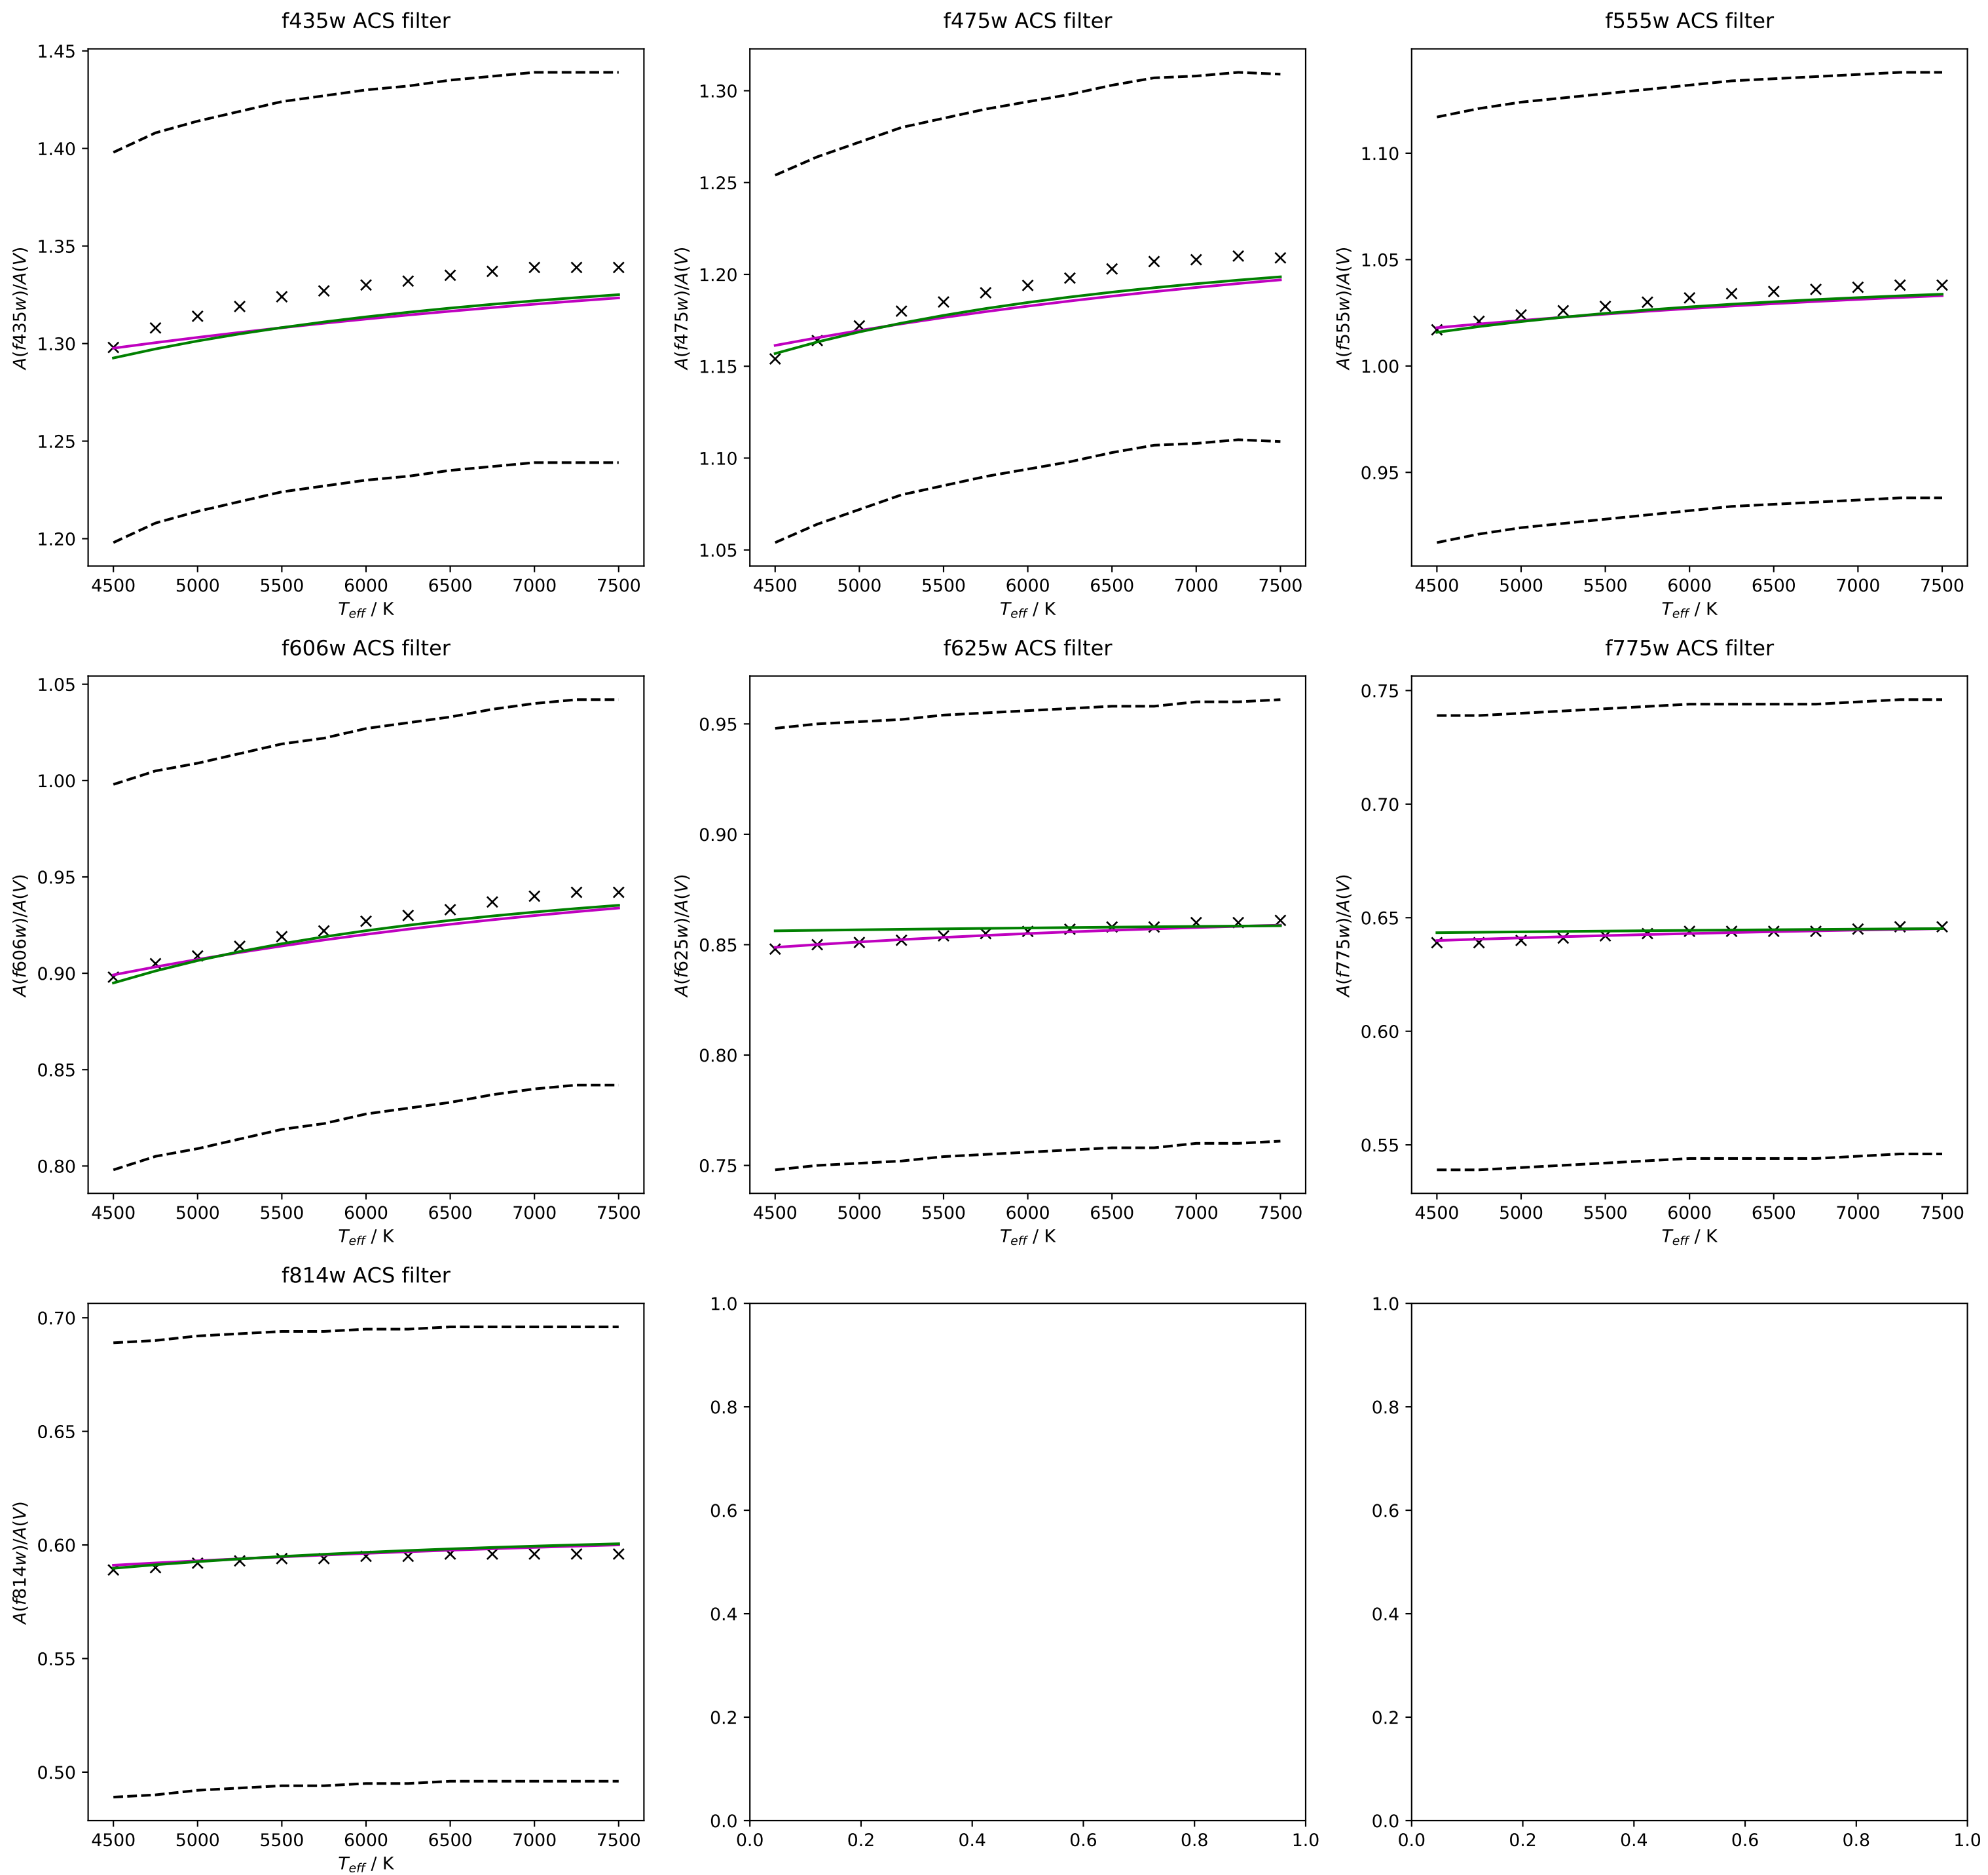 f435w ACS filter
1.45
1.40
1.35
1.30
1.25
1.20
A(f435w)/A(V)
4500 5000 5500 6000 6500 7000 7500
T_eff / K
f475w ACS filter
1.30
1.25
1.20
1.15
1.10
1.05
A(f475w)/A(V)
4500 5000 5500 6000 6500 7000 7500
T_eff / K
f555w ACS filter
1.10
1.05
1.00
0.95
A(f555w)/A(V)
4500 5000 5500 6000 6500 7000 7500
T_eff / K
f606w ACS filter
1.05
1.00
0.95
0.90
0.85
0.80
A(f606w)/A(V)
4500 5000 5500 6000 6500 7000 7500
T_eff / K
f625w ACS filter
0.95
0.90
0.85
0.80
0.75
A(f625w)/A(V)
4500 5000 5500 6000 6500 7000 7500
T_eff / K
f775w ACS filter
0.75
0.70
0.65
0.60
0.55
A(f775w)/A(V)
4500 5000 5500 6000 6500 7000 7500
T_eff / K
f814w ACS filter
0.70
0.65
0.60
0.55
0.50
A(f814w)/A(V)
4500 5000 5500 6000 6500 7000 7500
T_eff / K
1.0
0.8
0.6
0.4
0.2
0.0
0.0 0.2 0.4 0.6 0.8 1.0
1.0
0.8
0.6
0.4
0.2
0.0
0.0 0.2 0.4 0.6 0.8 1.0